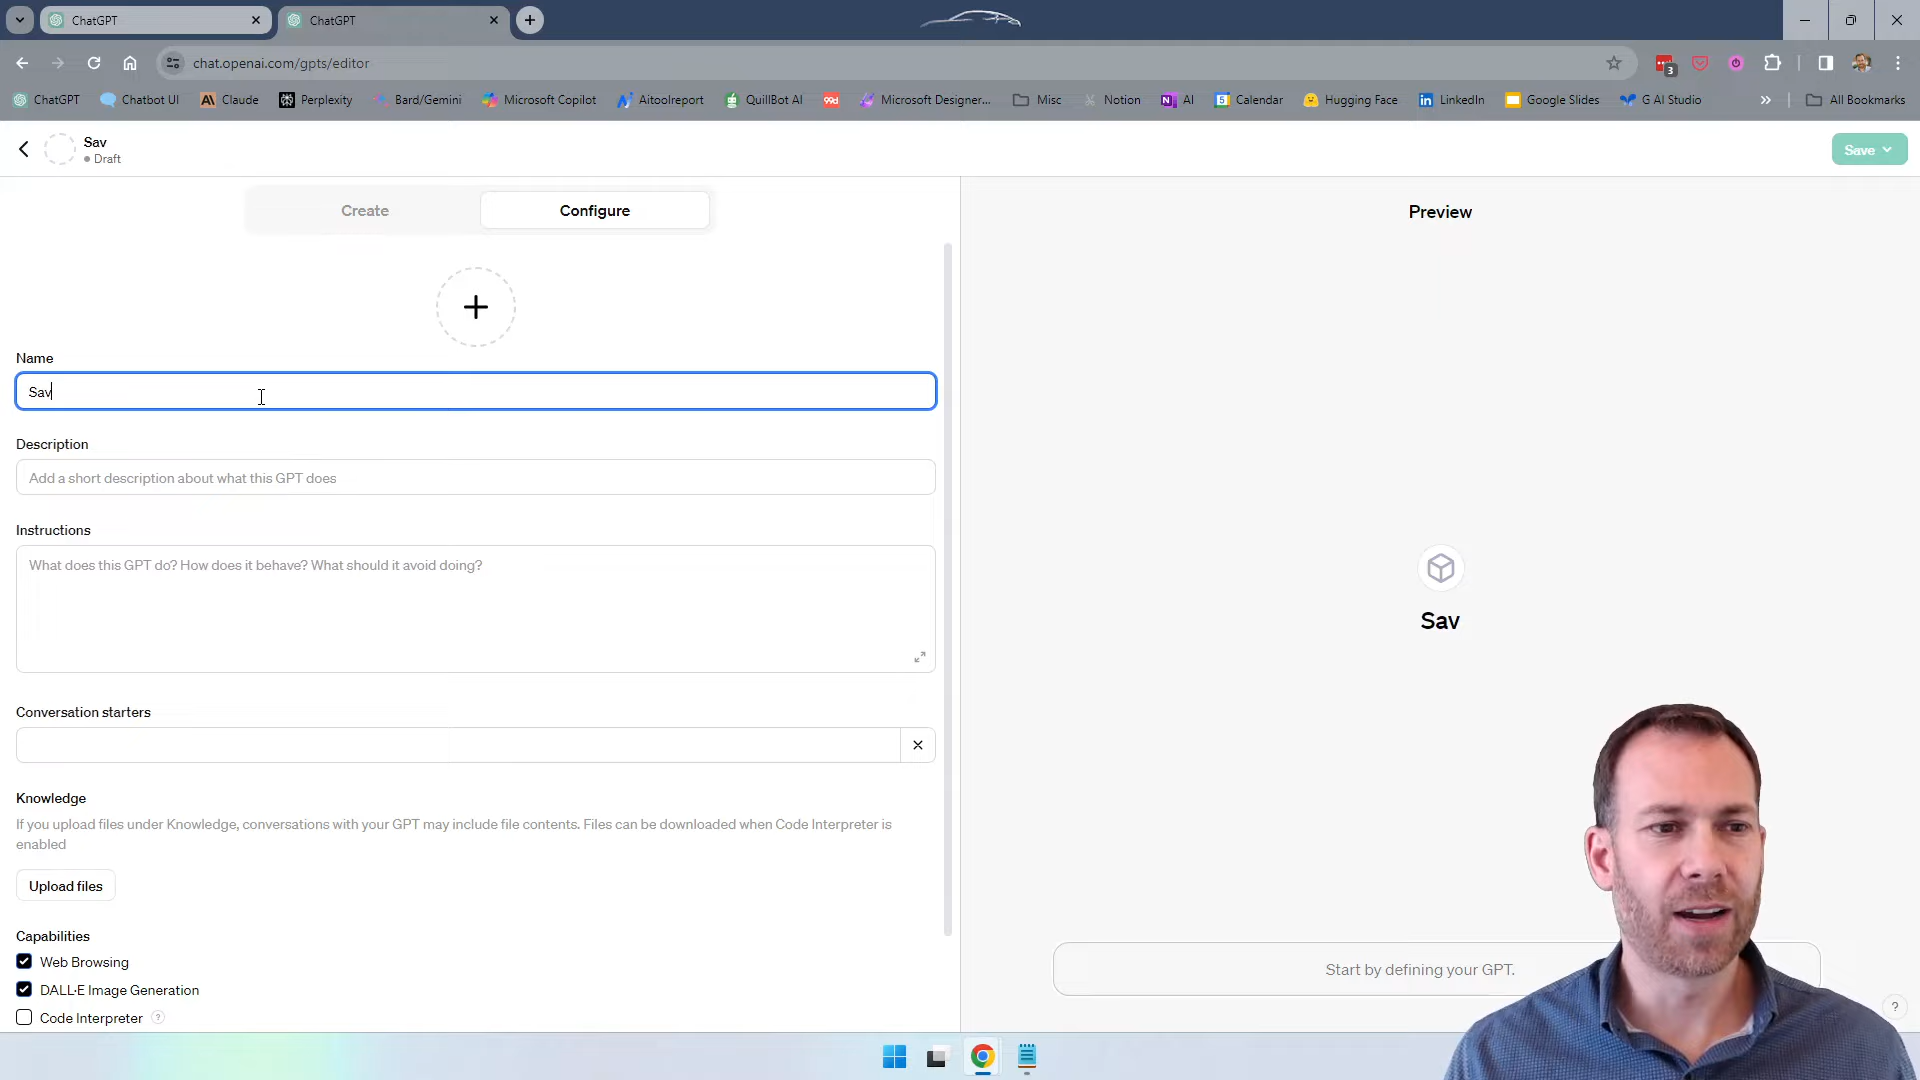 ChatGPT
ChatGPT
chat.openai.com/gpts/editor
3
ChatGPT
Chatbot UI
Claude
Perplexity
Bard/Gemini
Microsoft Copilot
Aitoolreport
QuillBot AI
99d
Microsoft Designer...
Misc
Notion
AI
Calendar
Hugging Face
LinkedIn
Google Slides
G AI Studio
All Bookmarks
Sav
Draft
Save
Create
Configure
Preview
Name
Sav
Description
Add a short description about what this GPT does
Instructions
What does this GPT do? How does it behave? What should it avoid doing?
Sav
Conversation starters
Knowledge
If you upload files under Knowledge, conversations with your GPT may include file contents. Files can be downloaded when Code Interpreter is
enabled
Upload files
Capabilities
Web Browsing
DALL·E Image Generation
Code Interpreter ?
Start by defining your GPT.
?